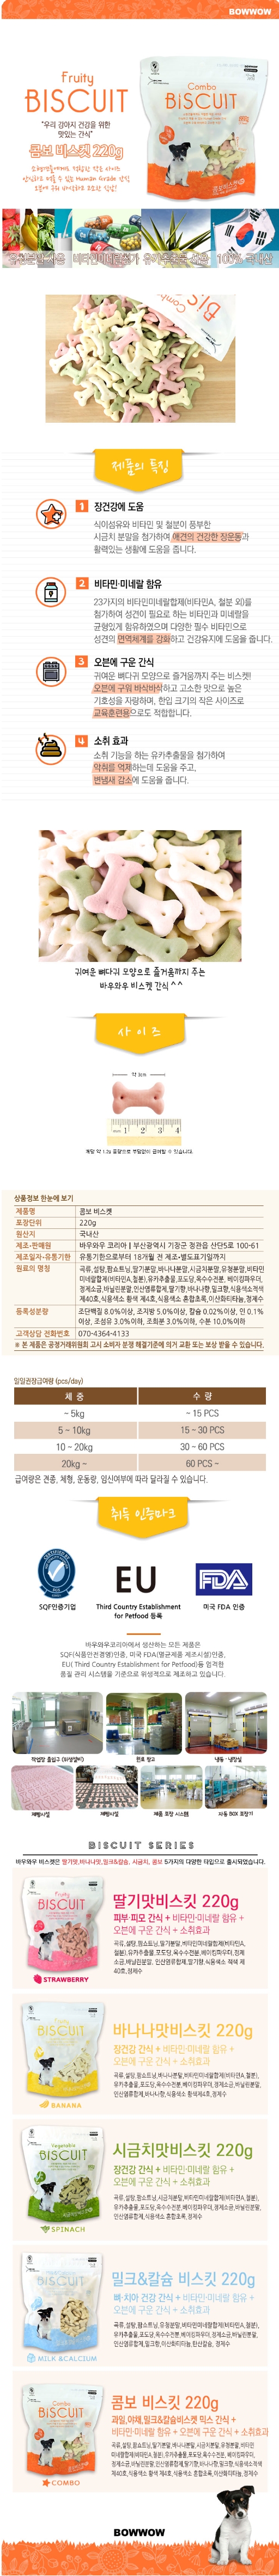 BOWWOW
Fruity
BISCUIT
"우리 강아지 건강을 위한
맛있는 간식"
콤보 비스킷 220g
Combo
BISCUIT
100% 국내산
제품의 특징
1 장건강에 도움
식이섬유와 비타민 및 철분이 풍부한
시금치 분말을 첨가하여 애견의 건강한 장운동과
활력있는 생활에 도움을 줍니다.
2 비타민·미네랄 함유
23가지의 비타민미네랄합제(비타민A, 철분 외)를
첨가하여 성견이 필요로 하는 비타민과 미네랄을
균형있게 함유하였으며 다양한 필수 비타민으로
성견의 면역체계를 강화하고 건강유지에 도움을 줍니다.
3 오븐에 구운 간식
귀여운 뼈다귀 모양으로 즐거움까지 주는 비스켓!
오븐에 구워 바삭바삭하고 고소한 맛으로 높은
기호성을 자랑하며, 한입 크기의 작은 사이즈로
교육훈련용으로도 적합합니다.
4 소취 효과
소취 기능을 하는 유카추출물을 첨가하여
악취를 억제하는데 도움을 주고,
변냄새 감소에 도움을 줍니다.
귀여운 뼈다귀 모양으로 즐거움까지 주는
바우와우 비스켓 간식 ^^
사이즈
상품정보 한눈에 보기
제품명 콤보 비스켓
포장단위 220g
원산지 국내산
제조·판매원 바우와우 코리아 | 부산광역시 기장군 정관읍 산단5로 100-61
제조일자·유통기한 유통기한으로부터 18개월 전 제조·별도표기일까지
원료의 명칭 곡류,설탕,팜쇼트닝,딸기분말,바나나분말,시금치분말,우정분말,비타민
미네랄합제(비타민A,철분),유카추출물,포도당,옥수수전분, 베이킹파우더,
정제소금,바닐린분말,인산염류합제,딸기향,바나나향,밀크향,식용색소적색
제40호,식용색소 황색 제4호,식용색소 혼합초록,이산화티타늄,정제수
등록성분량 조단백질 8.0%이상, 조지방 5.0%이상, 칼슘 0.02%이상, 인 0.1%
이상, 조섬유 3.0%이하, 조회분 3.0%이하, 수분 10.0%이하
고객상담 전화번호 070-4364-4133
※ 본 제품은 공정거래위원회 고시 소비자 분쟁 해결기준에 의거 교환 또는 보상 받을 수 있습니다.
일일권장급여량 (pcs/day)
체 중 수 량
~ 5kg ~ 15 PCS
5 ~ 10kg 15 ~ 30 PCS
10 ~ 20kg 30 ~ 60 PCS
20kg ~ 60 PCS ~
급여량은 견종, 체형, 운동량, 임신여부에 따라 달라질 수 있습니다.
취득 인증마크
EU
FDA
SQF인증기업
Third Country Establishment
for Petfood 등록
미국 FDA 인증
바우와우코리아에서 생산하는 모든 제품은
SQF(식품안전경영)인증, 미국 FDA(멸균제품 제조시설)인증,
EU( Third Country Establishment for Petfood)등 엄격한
품질 관리 시스템을 기준으로 위생적으로 제조하고 있습니다.
작업장 출입구 (위생설비)
원료 창고
냉동·냉장실
제빵시설
제빵시설
제품 포장 시스템
자동 BOX 포장기
BISCUIT SERIES
바우와우 비스켓은 딸기맛,바나나맛,밀크&칼슘, 시금치, 콤보 5가지의 다양한 타입으로 출시되었습니다.
딸기맛비스킷 220g
피부·피모 간식 + 비타민·미네랄 함유 +
오븐에 구운 간식 + 소취효과
곡류,설탕,팜쇼트닝,딸기분말,비타민미네랄합제(비타민A,
철분),유카추출물,포도당,옥수수전분,베이킹파우더,정제
소금,바닐린분말,인산염류합제,딸기향,식용색소 적색 제
40호,정제수
STRAWBERRY
바나나맛비스킷 220g
장건강 간식 + 비타민·미네랄 함유 +
오븐에 구운 간식 + 소취효과
곡류,설탕,팜쇼트닝,바나나분말,비타민미네랄합제(비타민A,철분),
유카추출물,포도당,옥수수전분,베이킹파우더,정제소금,바닐린분말,
인산염류합제,바나나향,식용색소 황색제4호,정제수
BANANA
시금치맛비스킷 220g
장건강 간식 + 비타민·미네랄 함유 +
오븐에 구운 간식 + 소취효과
곡류,설탕,팜쇼트닝,시금치분말,비타민미네랄합제(비타민A,철분),
유카추출물,포도당,옥수수전분,베이킹파우더,정제소금,바닐린분말,
인산염류합제,식용색소 혼합초록,정제수
SPINACH
밀크&칼슘 비스킷 220g
뼈·치아 건강 간식 + 비타민·미네랄 함유 +
오븐에 구운 간식 + 소취효과
곡류,설탕,팜쇼트닝,우정분말,비타민미네랄합제(비타민A,철분),
유카추출물,포도당,옥수수전분,베이킹파우더,정제소금,바닐린분말,
인산염류합제,밀크향,이산화티타늄,탄산칼슘, 정제수
MILK &CALCIUM
콤보 비스킷 220g
과일,야채,밀크&칼슘비스켓 믹스 간식 +
비타민·미네랄 함유 + 오븐에 구운 간식 + 소취효과
곡류,설탕,팜쇼트닝,딸기분말,바나나분말,시금치분말,우정분말,비타민
미네랄합제(비타민A,철분),유카추출물,포도당,옥수수전분, 베이킹파우더,
정제소금,바닐린분말,인산염류합제,딸기향,바나나향,밀크향,식용색소적색
제40호,식용색소 황색 제4호,식용색소 혼합초록,이산화티타늄,정제수
COMBO
BOWWOW